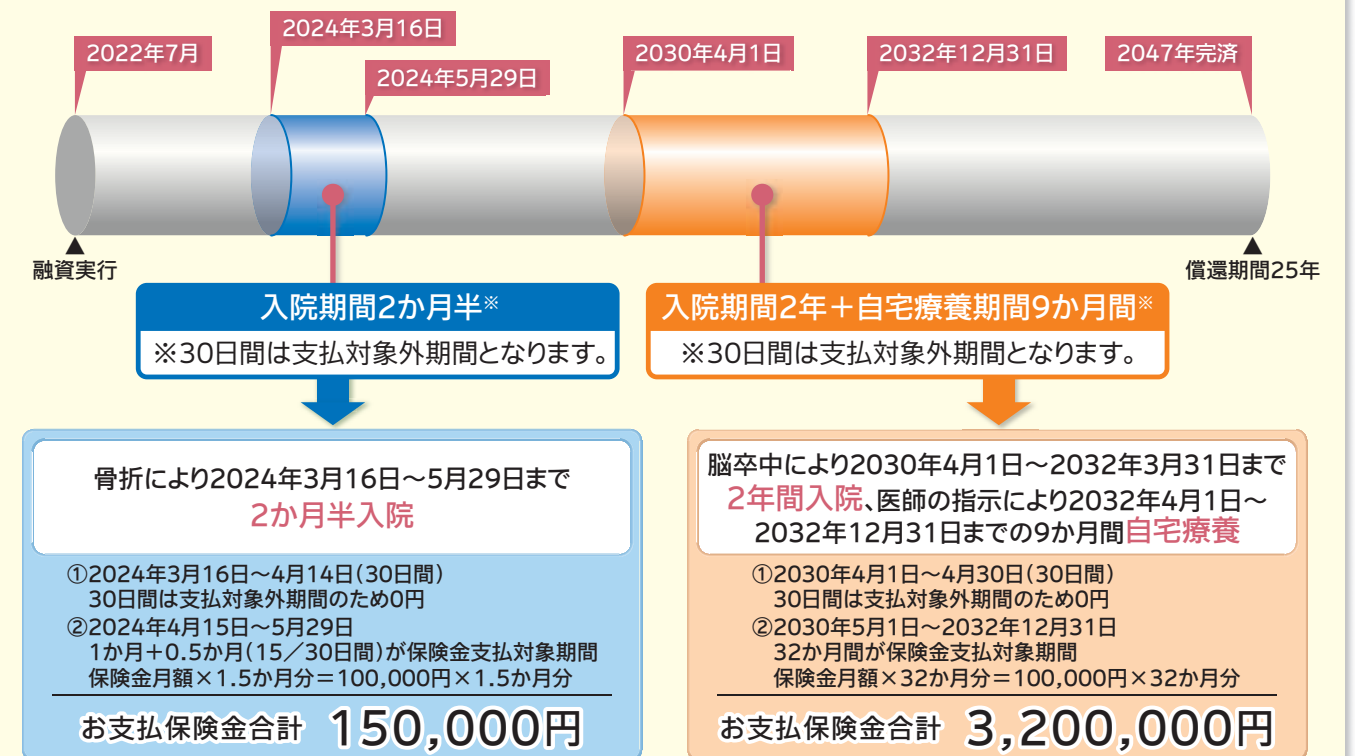 2022年7月
2024年3月16日
2024年5月29日
2030年4月1日
2032年12月31日
2047年完済
▲
融資実行
▲
償還期間25年
入院期間2か月半※
※30日間は支払対象外期間となります。
入院期間2年＋自宅療養期間9か月間※
※30日間は支払対象外期間となります。
骨折により2024年3月16日～5月29日まで
2か月半入院
①2024年3月16日～4月14日（30日間）
30日間は支払対象外期間のため0円
②2024年4月15日～5月29日
1か月＋0.5か月（15／30日間）が保険金支払対象期間
保険金月額×1.5か月分＝100,000円×1.5か月分
お支払保険金合計 150,000円
脳卒中により2030年4月1日～2032年3月31日まで
2年間入院、医師の指示により2032年4月1日～
2032年12月31日までの9か月間自宅療養
①2030年4月1日～4月30日（30日間）
30日間は支払対象外期間のため0円
②2030年5月1日～2032年12月31日
32か月間が保険金支払対象期間
保険金月額×32か月分＝100,000円×32か月分
お支払保険金合計 3,200,000円